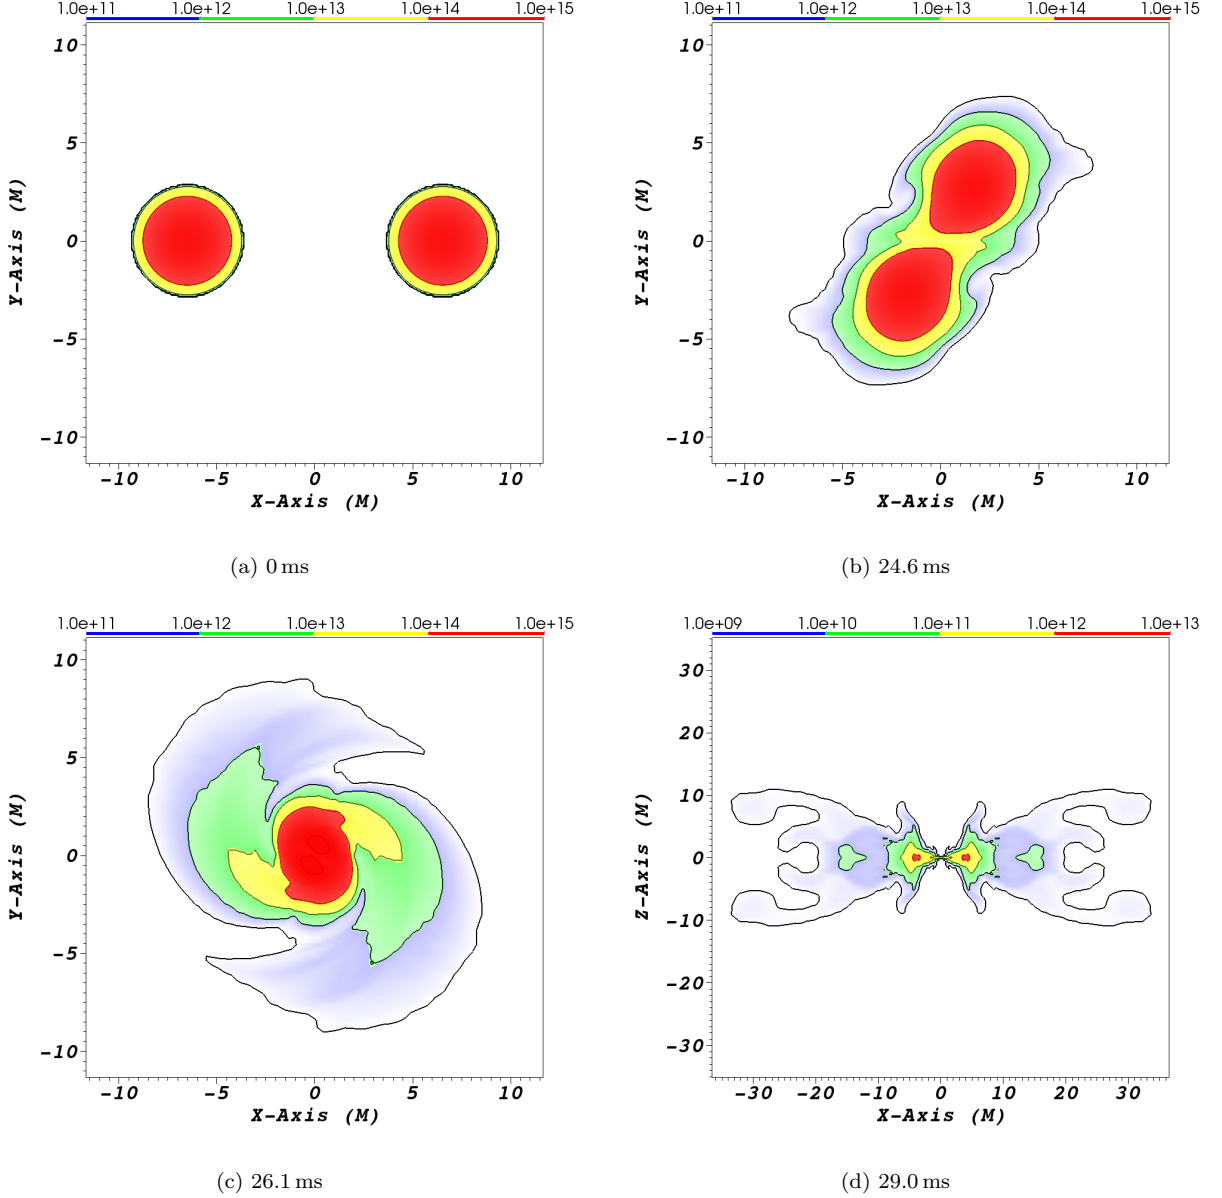 1.0e+11 1.0e+12 1.0e+13 1.0e+14 1.0e+15
10
5
0
-5
-10
Y-Axis (M)
-10 -5 0 5 10
X-Axis (M)
(a) 0 ms
1.0e+11 1.0e+12 1.0e+13 1.0e+14 1.0e+15
10
5
0
-5
-10
Y-Axis (M)
-10 -5 0 5 10
X-Axis (M)
(b) 24.6 ms
1.0e+11 1.0e+12 1.0e+13 1.0e+14 1.0e+15
10
5
0
-5
-10
Y-Axis (M)
-10 -5 0 5 10
X-Axis (M)
(c) 26.1 ms
1.0e+09 1.0e+10 1.0e+11 1.0e+12 1.0e+13
30
20
10
0
-10
-20
-30
Z-Axis (M)
-30 -20 -10 0 10 20 30
X-Axis (M)
(d) 29.0 ms